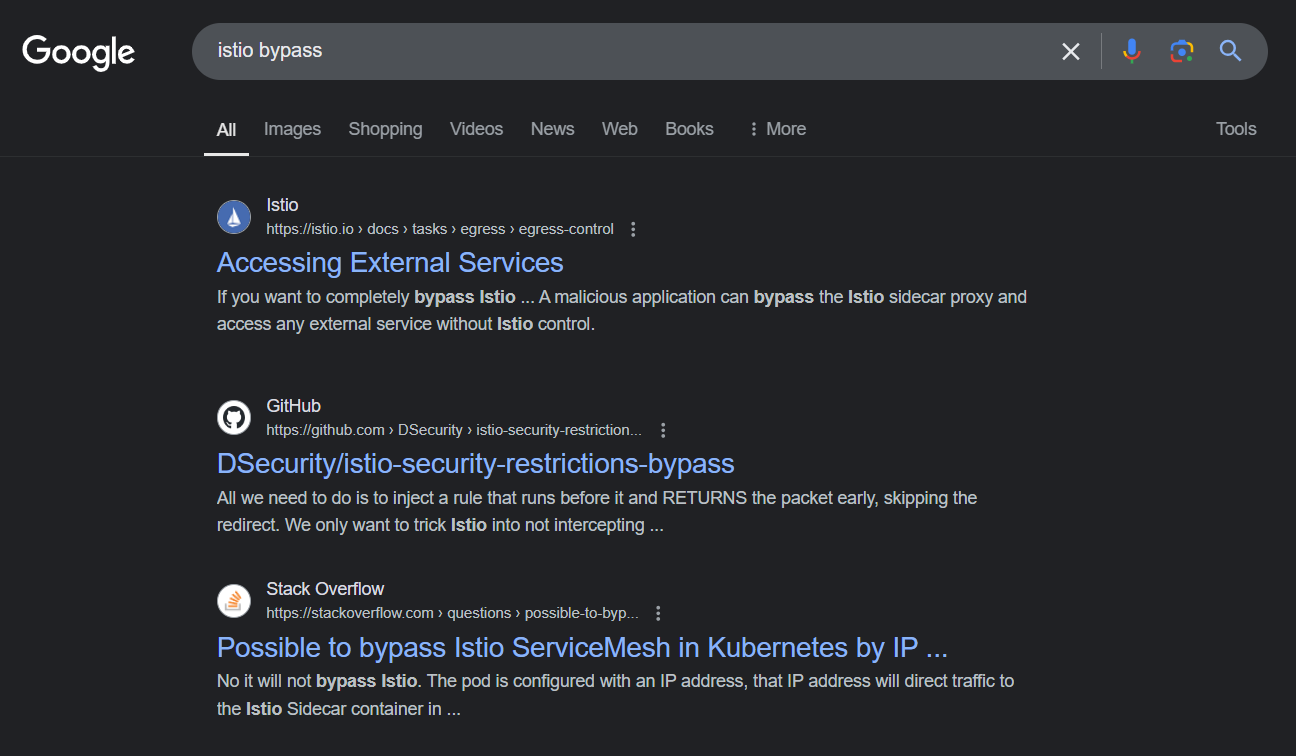 Google
istio bypass
All Images Shopping Videos News Web Books More Tools
Istio
https://istio.io › docs › tasks › egress › egress-control
Accessing External Services
If you want to completely bypass Istio ... A malicious application can bypass the Istio sidecar proxy and
access any external service without Istio control.
GitHub
https://github.com › DSecurity › istio-security-restriction...
DSecurity/istio-security-restrictions-bypass
All we need to do is to inject a rule that runs before it and RETURNS the packet early, skipping the
redirect. We only want to trick Istio into not intercepting ...
Stack Overflow
https://stackoverflow.com › questions › possible-to-byp...
Possible to bypass Istio ServiceMesh in Kubernetes by IP ...
No it will not bypass Istio. The pod is configured with an IP address, that IP address will direct traffic to
the Istio Sidecar container in ...